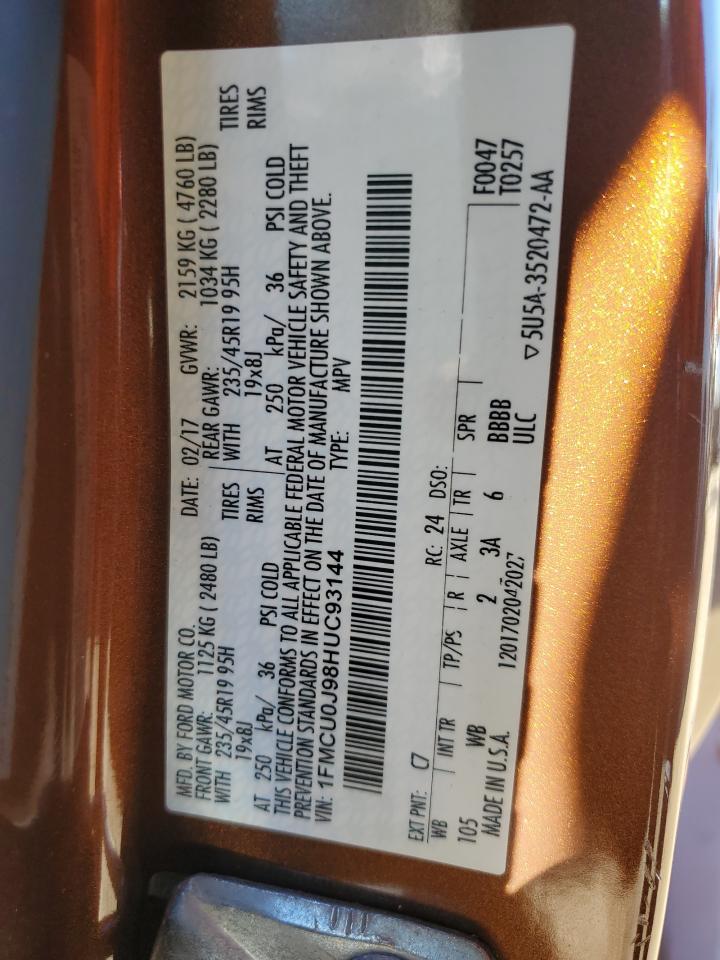 MFD. BY FORD MOTOR CO. DATE: 02/17 GVWR: 2159 KG ( 4760 LB)
FRONT GAWR: 1125 KG ( 2480 LB) REAR GAWR: 1034 KG ( 2280 LB)
WITH 235/45R19 95H TIRES WITH 235/45R19 95H TIRES
19x8J RIMS 19x8J RIMS
AT 250 kPa/ 36 PSI COLD AT 250 kPa/ 36 PSI COLD
THIS VEHICLE CONFORMS TO ALL APPLICABLE FEDERAL MOTOR VEHICLE SAFETY AND THEFT
PREVENTION STANDARDS IN EFFECT ON THE DATE OF MANUFACTURE SHOWN ABOVE.
VIN: 1FMCU0J98HUC93144 TYPE: MPV
EXT PNT: C7 RC: 24 DSO:
WB INT TR TP/PS R AXLE TR SPR F0047
105 WB 2 3A 6 BBBB T0257
MADE IN U.S.A. 1201702042027 ULC ▽5U5A-3520472-AA